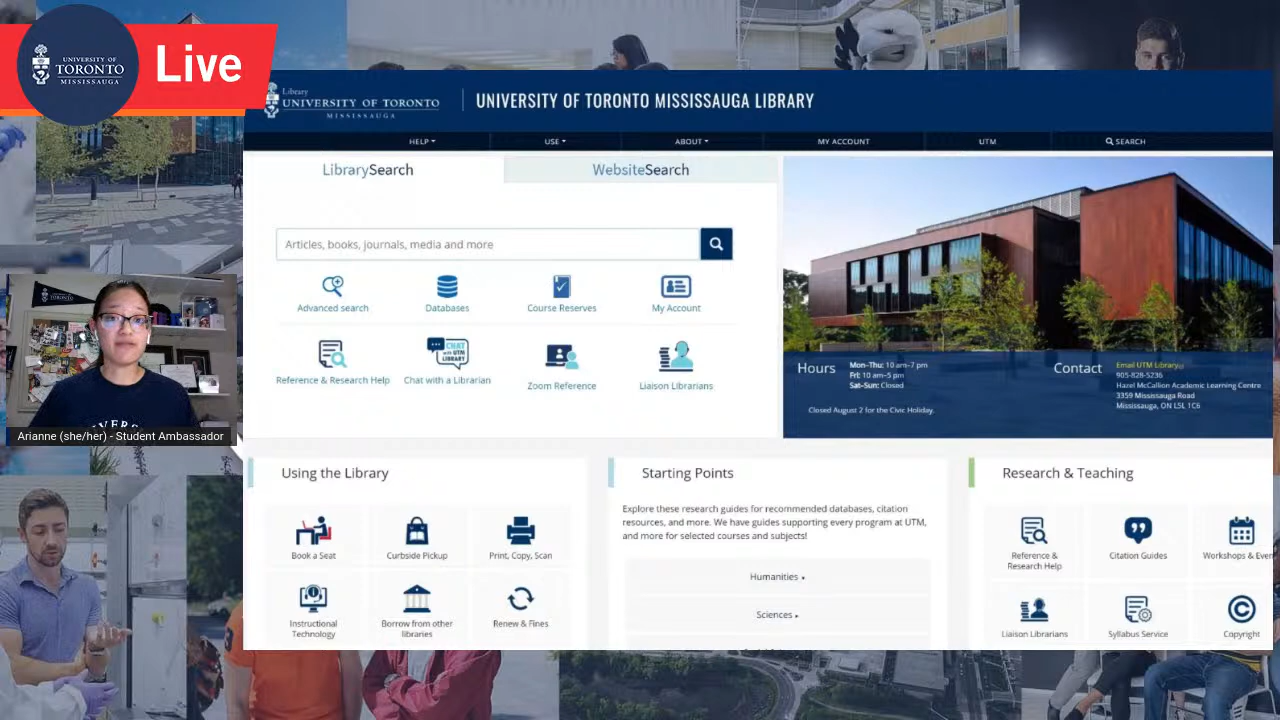 UNIVERSITY OF
TORONTO
MISSISSAUGA
Live
Library
UNIVERSITY OF TORONTO
MISSISSAUGA
UNIVERSITY OF TORONTO MISSISSAUGA LIBRARY
HELP
USE
ABOUT
MY ACCOUNT
UTM
SEARCH
LibrarySearch
WebsiteSearch
Articles, books, journals, media and more
Advanced search
Databases
Course Reserves
My Account
CHAT
with UTM
LIBRARY
Reference & Research Help
Chat with a Librarian
Zoom Reference
Liaison Librarians
Hours
Mon–Thu: 10 am–7 pm
Fri: 10 am–5 pm
Sat–Sun: Closed
Closed August 2 for the Civic Holiday.
Contact
Email UTM Library
905-828-5236
Hazel McCallion Academic Learning Centre
3359 Mississauga Road
Mississauga, ON L5L 1C6
TORONTO
Arianne (she/her) - Student Ambassador
Using the Library
Book a Seat
Curbside Pickup
Print, Copy, Scan
Instructional
Technology
Borrow from other
libraries
Renew & Fines
Starting Points
Explore these research guides for recommended databases, citation
resources, and more. We have guides supporting every program at UTM,
and more for selected courses and subjects!
Humanities
Sciences
Research & Teaching
Reference &
Research Help
Citation Guides
Workshops & Even
Liaison Librarians
Syllabus Service
Copyright